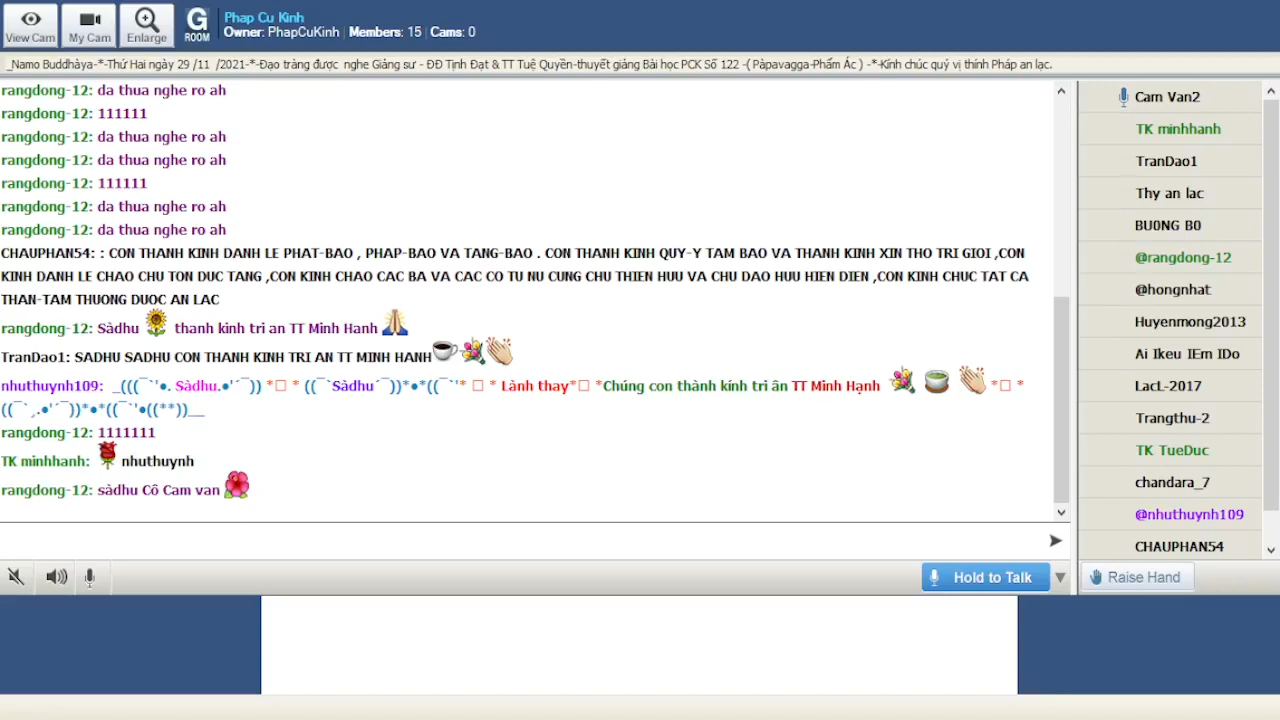 View Cam
My Cam
Enlarge
G
ROOM
Phap Cu Kinh
Owner: PhapCuKinh | Members: 15 | Cams: 0
_Namo Buddhàya-*-Thứ Hai ngày 29 /11 /2021-*-Đạo tràng được nghe Giảng sư - ĐĐ Tịnh Đạt & TT Tuệ Quyền-thuyết giảng Bài học PCK Số 122 -( Pàpavagga-Phẩm Ác ) -*-Kính chúc quý vị thính Pháp an lạc.
rangdong-12: da thua nghe ro ah
rangdong-12: 111111
rangdong-12: da thua nghe ro ah
rangdong-12: da thua nghe ro ah
rangdong-12: 111111
rangdong-12: da thua nghe ro ah
rangdong-12: da thua nghe ro ah
CHAUPHAN54: : CON THANH KINH DANH LE PHAT-BAO , PHAP-BAO VA TANG-BAO . CON THANH KINH QUY-Y TAM BAO VA THANH KINH XIN THO TRI GIOI ,CON
KINH DANH LE CHAO CHU TON DUC TANG ,CON KINH CHAO CAC BA VA CAC CO TU NU CUNG CHU THIEN HUU VA CHU DAO HUU HIEN DIEN ,CON KINH CHUC TAT CA
THAN-TAM THUONG DUOC AN LAC
rangdong-12: Sàdhu 🌻 thanh kinh tri an TT Minh Hanh 🙏
TranDao1: SADHU SADHU CON THANH KINH TRI AN TT MINH HANH☕💐👏
nhuthuynh109: _(((¯`'•. Sàdhu.•'´¯)) *□ * ((¯`Sàdhu´¯))*•*((¯`'* □ * Lành thay*□ *Chúng con thành kính tri ân TT Minh Hạnh 💐 🍵 👏 *□ *
((¯`¸.•'´¯))*•*((¯`'•((**))__
rangdong-12: 1111111
TK minhhanh: 🌹 nhuthuynh
rangdong-12: sàdhu Cô Cam van 🌺
Hold to Talk
Cam Van2
TK minhhanh
TranDao1
Thy an lac
BU0NG B0
@rangdong-12
@hongnhat
Huyenmong2013
Ai Ikeu IEm IDo
LacL-2017
Trangthu-2
TK TueDuc
chandara_7
@nhuthuynh109
CHAUPHAN54
Raise Hand